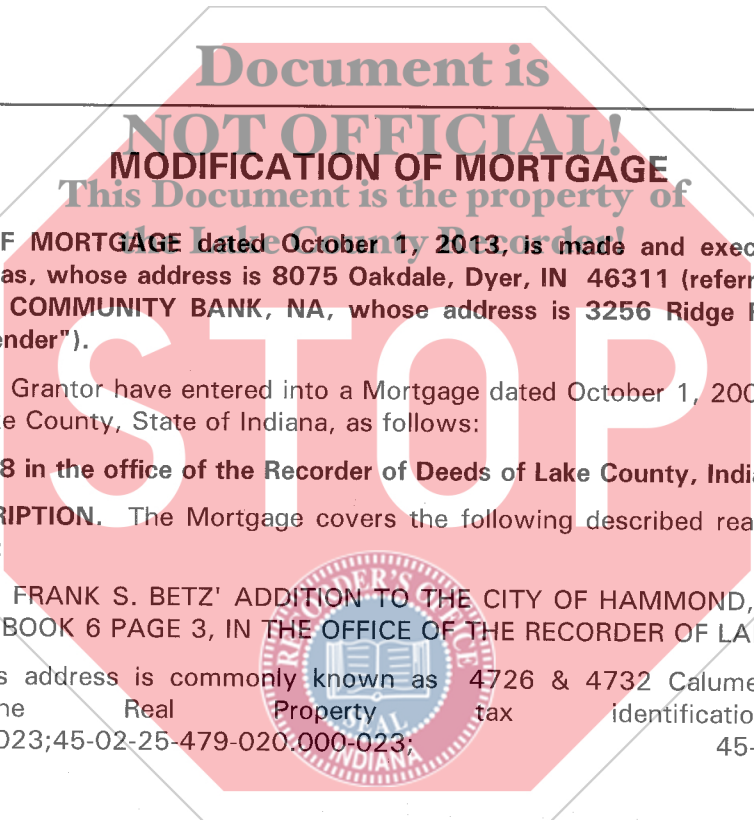 Document is
NOT OFFICIAL!
MODIFICATION OF MORTGAGE
This Document is the property of
the Lake County Recorder!
F MORTGAGE dated October 1, 2013, is made and exec
as, whose address is 8075 Oakdale, Dyer, IN 46311 (referr
COMMUNITY BANK, NA, whose address is 3256 Ridge R
ender").
STOP
Grantor have entered into a Mortgage dated October 1, 200
ke County, State of Indiana, as follows:
8 in the office of the Recorder of Deeds of Lake County, India
RIPTION. The Mortgage covers the following described rea
:
FRANK S. BETZ' ADDITION TO THE CITY OF HAMMOND,
BOOK 6 PAGE 3, IN THE OFFICE OF THE RECORDER OF LA
s address is commonly known as 4726 & 4732 Calume
he Real Property tax identificatio
023;45-02-25-479-020.000-023; 45-
RECORDER'S OFFICE
SEAL
INDIANA